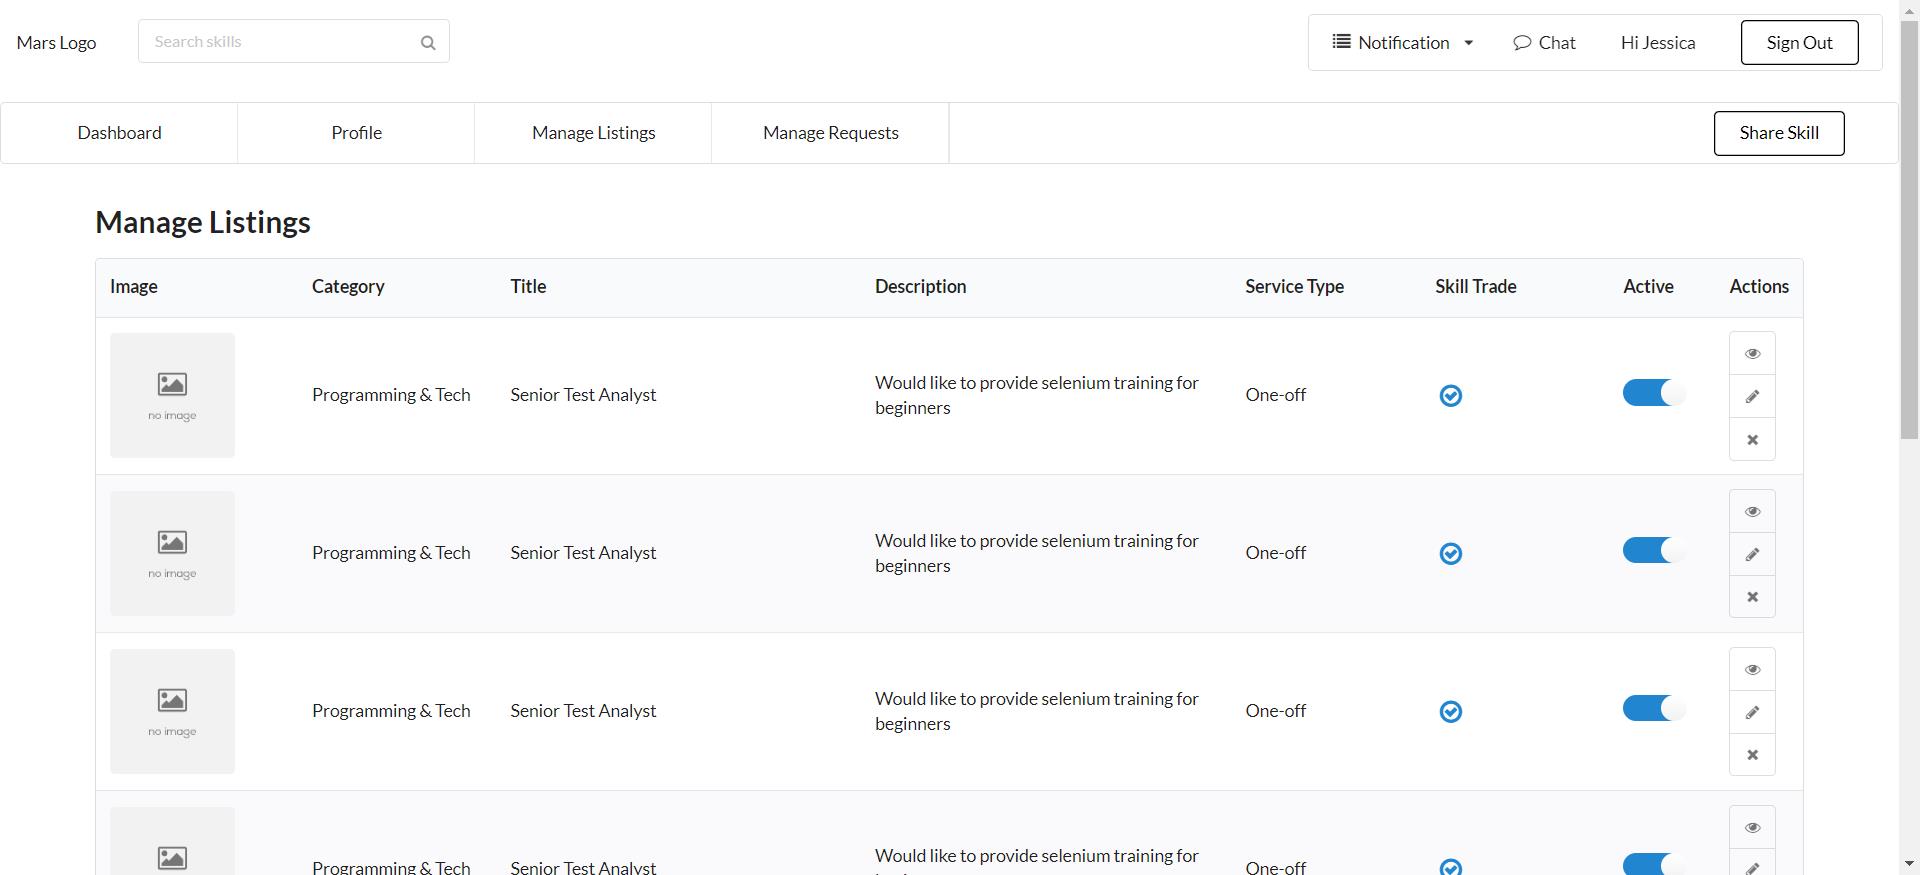 Mars Logo
Search skills
Notification
Chat
Hi Jessica
Sign Out
Dashboard
Profile
Manage Listings
Manage Requests
Share Skill
Manage Listings
Image Category Title Description Service Type Skill Trade Active Actions
no image
Programming & Tech
Senior Test Analyst
Would like to provide selenium training for
beginners
One-off
no image
Programming & Tech
Senior Test Analyst
Would like to provide selenium training for
beginners
One-off
no image
Programming & Tech
Senior Test Analyst
Would like to provide selenium training for
beginners
One-off
Programming & Tech
Senior Test Analyst
Would like to provide selenium training for
One-off